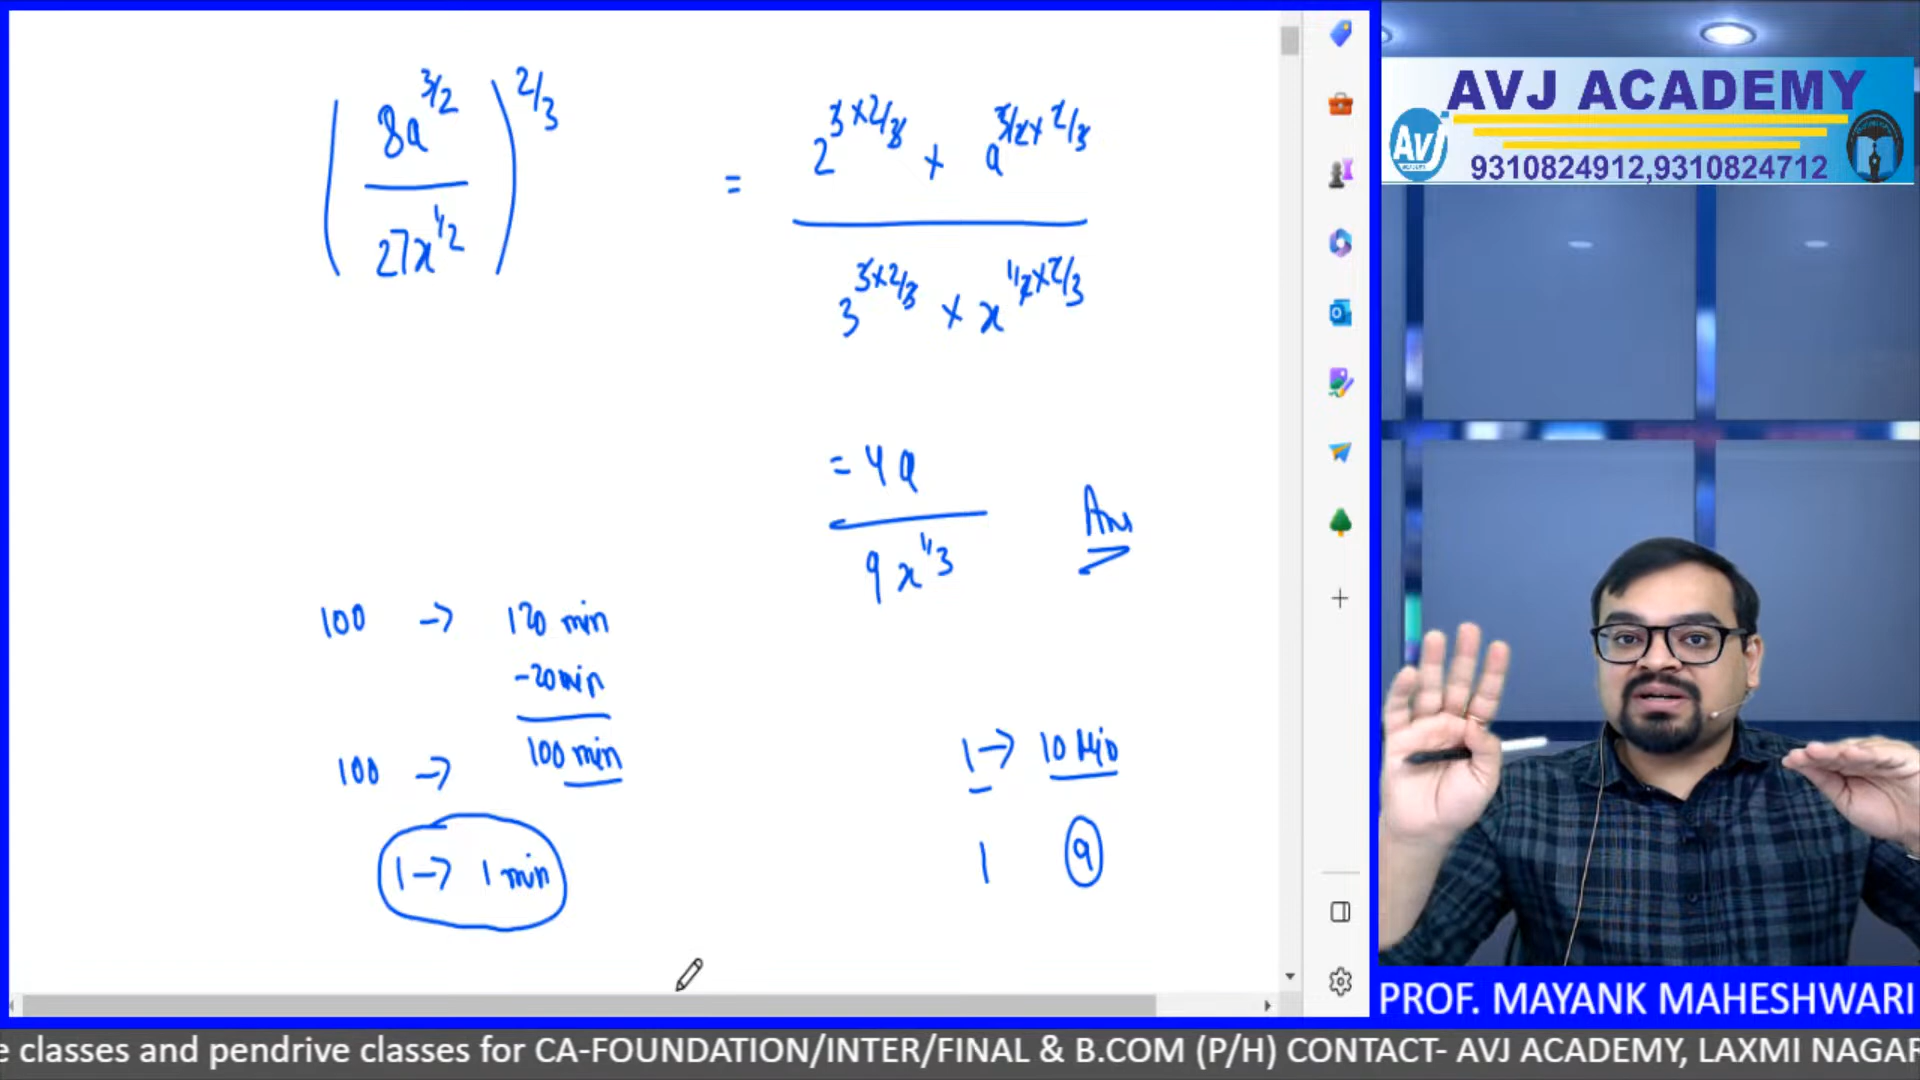 (8a^3/2 / 27x^1/2)^2/3 = 2^3×2/3 × a^3/2×2/3 / 3^3×2/3 × x^1/2×2/3
= 4a / 9x^1/3 Ans
100 → 120 min
-20min
100 → 100 min
1 → 1 min
1 → 10 Min
1 9
AVJ ACADEMY
AVJ
9310824912,9310824712
PROF. MAYANK MAHESHWARI
e classes and pendrive classes for CA-FOUNDATION/INTER/FINAL & B.COM (P/H) CONTACT- AVJ ACADEMY, LAXMI NAGAR